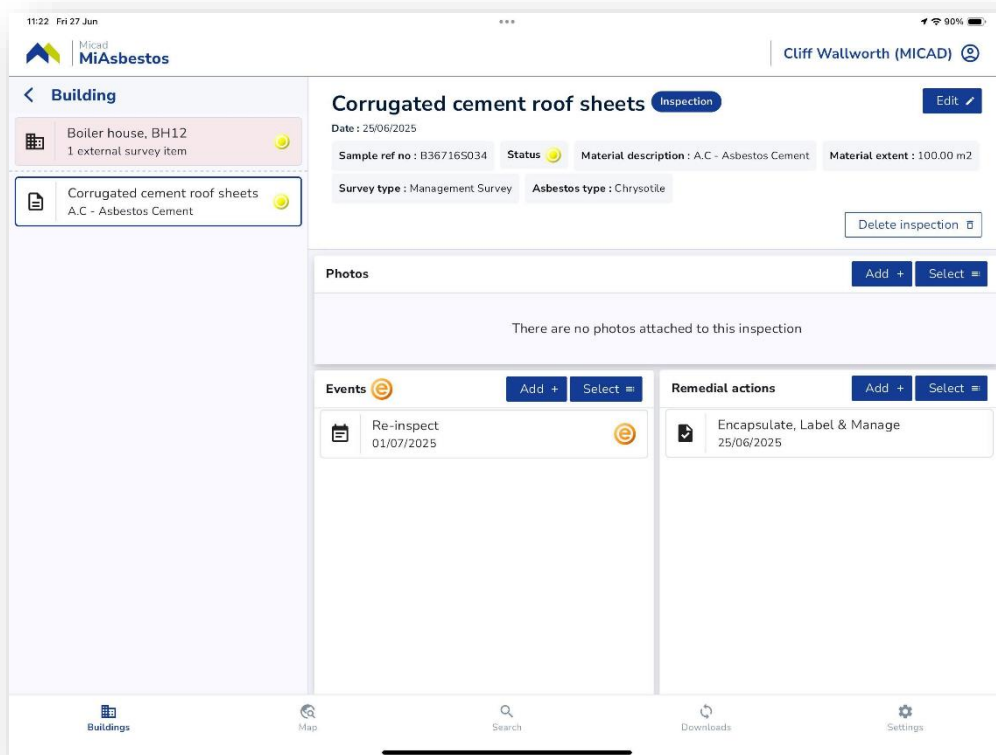 11:22 Fri 27 Jun
90%
Micad
MiAsbestos
Cliff Wallworth (MICAD)
Building
Boiler house, BH12
1 external survey item
Corrugated cement roof sheets
A.C - Asbestos Cement
Corrugated cement roof sheets Inspection
Edit
Date : 25/06/2025
Sample ref no : B36716S034 Status Material description : A.C - Asbestos Cement Material extent : 100.00 m2
Survey type : Management Survey Asbestos type : Chrysotile
Delete inspection
Photos Add + Select
There are no photos attached to this inspection
Events e Add + Select
Re-inspect
01/07/2025
e
Remedial actions Add + Select
Encapsulate, Label & Manage
25/06/2025
Buildings Map Search Downloads Settings